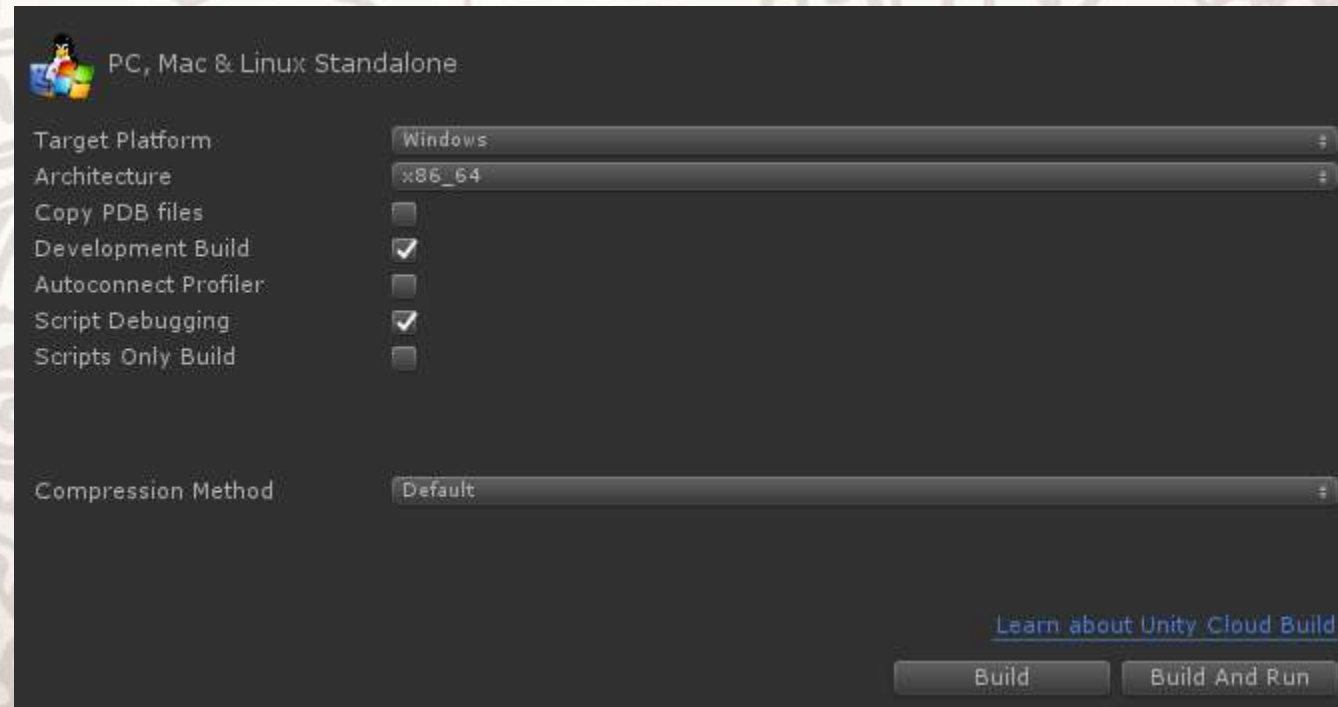 PC, Mac & Linux Standalone
Target Platform Windows
Architecture x86_64
Copy PDB files
Development Build
Autoconnect Profiler
Script Debugging
Scripts Only Build
Compression Method Default
Learn about Unity Cloud Build
Build Build And Run